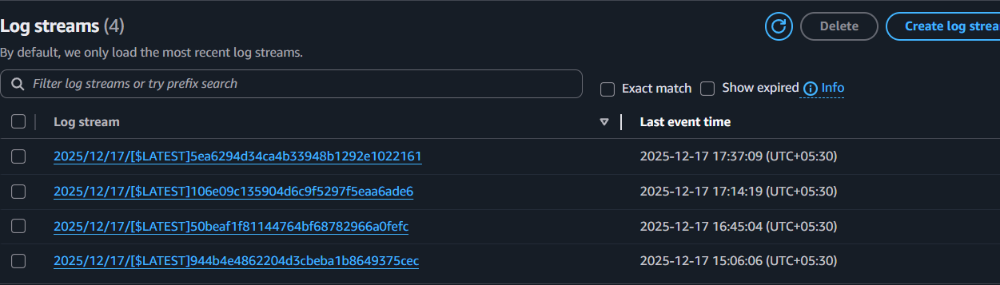 Log streams (4)
Delete
Create log strea
By default, we only load the most recent log streams.
Filter log streams or try prefix search
Exact match
Show expired
Info
Log stream
Last event time
2025/12/17/[$LATEST]5ea6294d34ca4b33948b1292e1022161 2025-12-17 17:37:09 (UTC+05:30)
2025/12/17/[$LATEST]106e09c135904d6c9f5297f5eaa6ade6 2025-12-17 17:14:19 (UTC+05:30)
2025/12/17/[$LATEST]50beaf1f81144764bf68782966a0fefc 2025-12-17 16:45:04 (UTC+05:30)
2025/12/17/[$LATEST]944b4e4862204d3cbeba1b8649375cec 2025-12-17 15:06:06 (UTC+05:30)